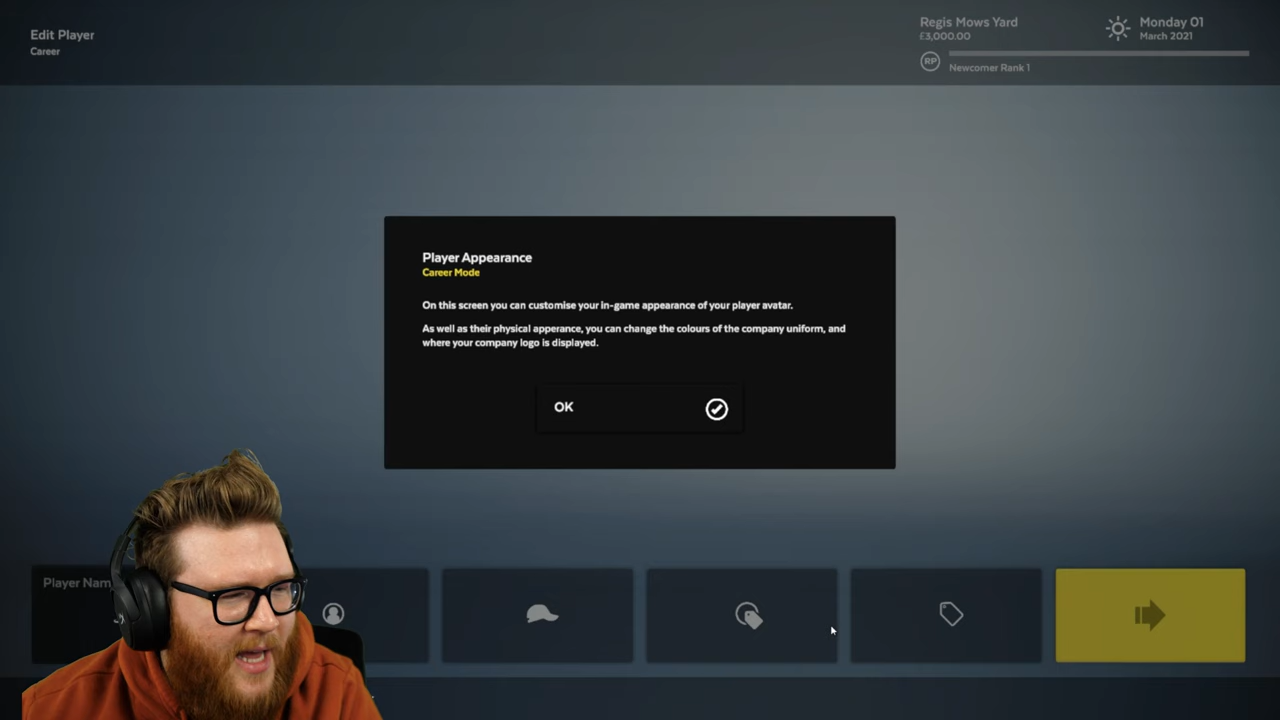 Edit Player
Career
Regis Mows Yard
£3,000.00
Monday 01
March 2021
RP
Newcomer Rank 1
Player Appearance
Career Mode
On this screen you can customise your in-game appearance of your player avatar.
As well as their physical apperance, you can change the colours of the company uniform, and
where your company logo is displayed.
OK
Player Nam